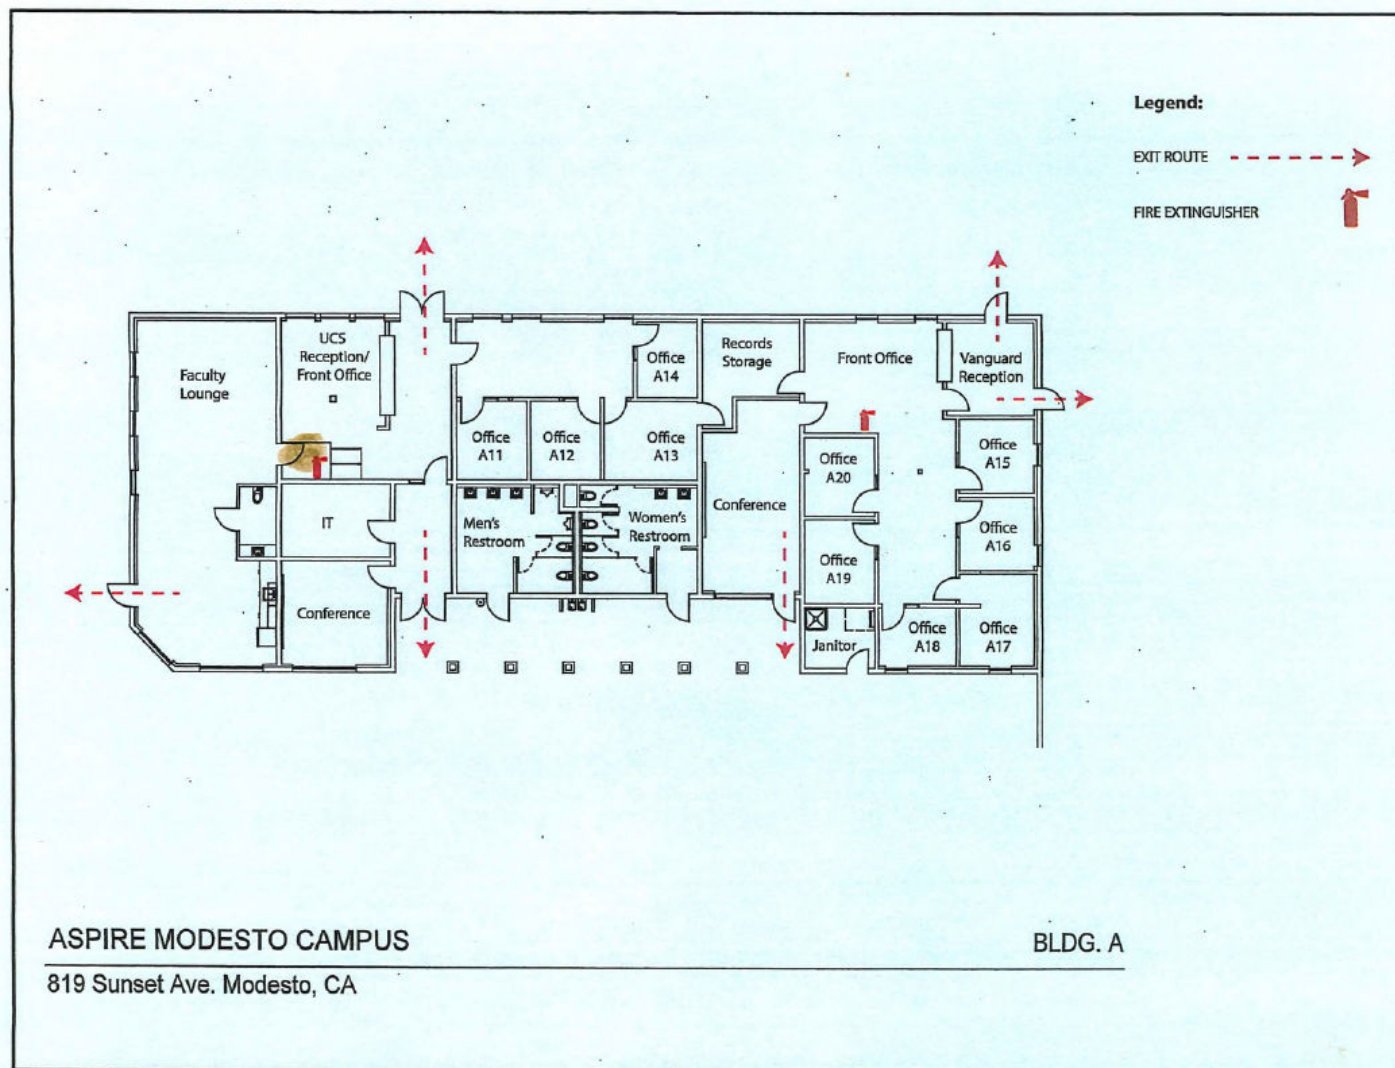 Legend:
EXIT ROUTE
FIRE EXTINGUISHER
UCS
Reception/
Front Office
Faculty
Lounge
Office
A14
Records
Storage
Front Office
Vanguard
Reception
Office
A11
Office
A12
Office
A13
Office
A20
Office
A15
IT
Men's
Restroom
Women's
Restroom
Conference
Office
A16
Office
A19
Conference
Janitor
Office
A18
Office
A17
ASPIRE MODESTO CAMPUS
BLDG. A
819 Sunset Ave. Modesto, CA